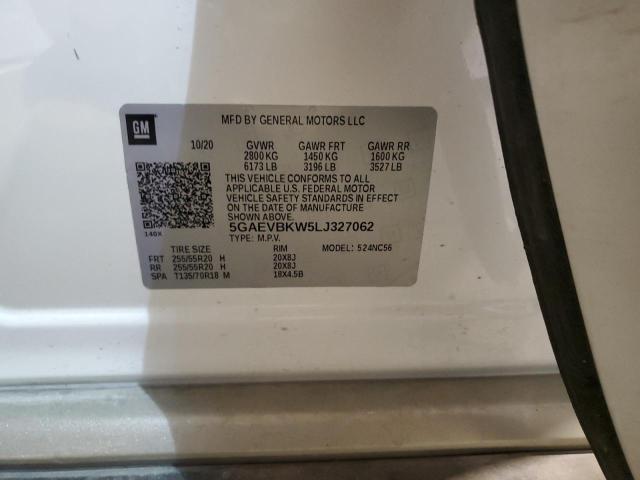 GM
MFD BY GENERAL MOTORS LLC
10/20 GVWR GAWR FRT GAWR RR
2800 KG 1450 KG 1600 KG
6173 LB 3196 LB 3527 LB
THIS VEHICLE CONFORMS TO ALL
APPLICABLE U.S. FEDERAL MOTOR
VEHICLE SAFETY STANDARDS IN EFFECT
ON THE DATE OF MANUFACTURE
SHOWN ABOVE.
5GAEVBKW5LJ327062
140X
TYPE: M.P.V.
TIRE SIZE RIM MODEL: 524NC56
FRT 255/55R20 H 20X8J
RR 255/55R20 H 20X8J
SPA T135/70R18 M 18X4.5B